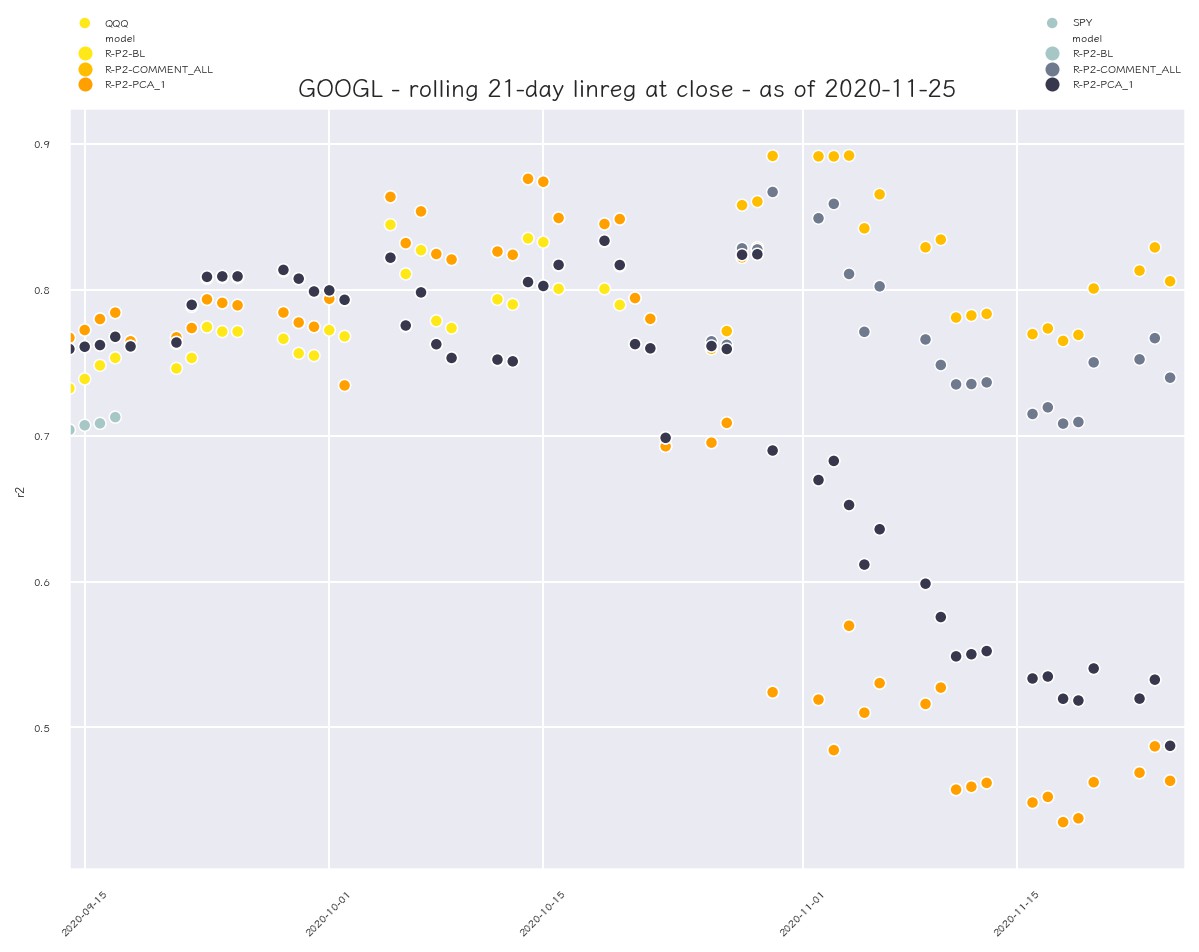 QQQ
model
R-P2-BL
R-P2-COMMENT_ALL
R-P2-PCA_1
SPY
model
R-P2-BL
R-P2-COMMENT_ALL
R-P2-PCA_1
GOOGL - rolling 21-day linreg at close - as of 2020-11-25
0.9
0.8
0.7
0.6
0.5
r2
2020-09-15
2020-10-01
2020-10-15
2020-11-01
2020-11-15